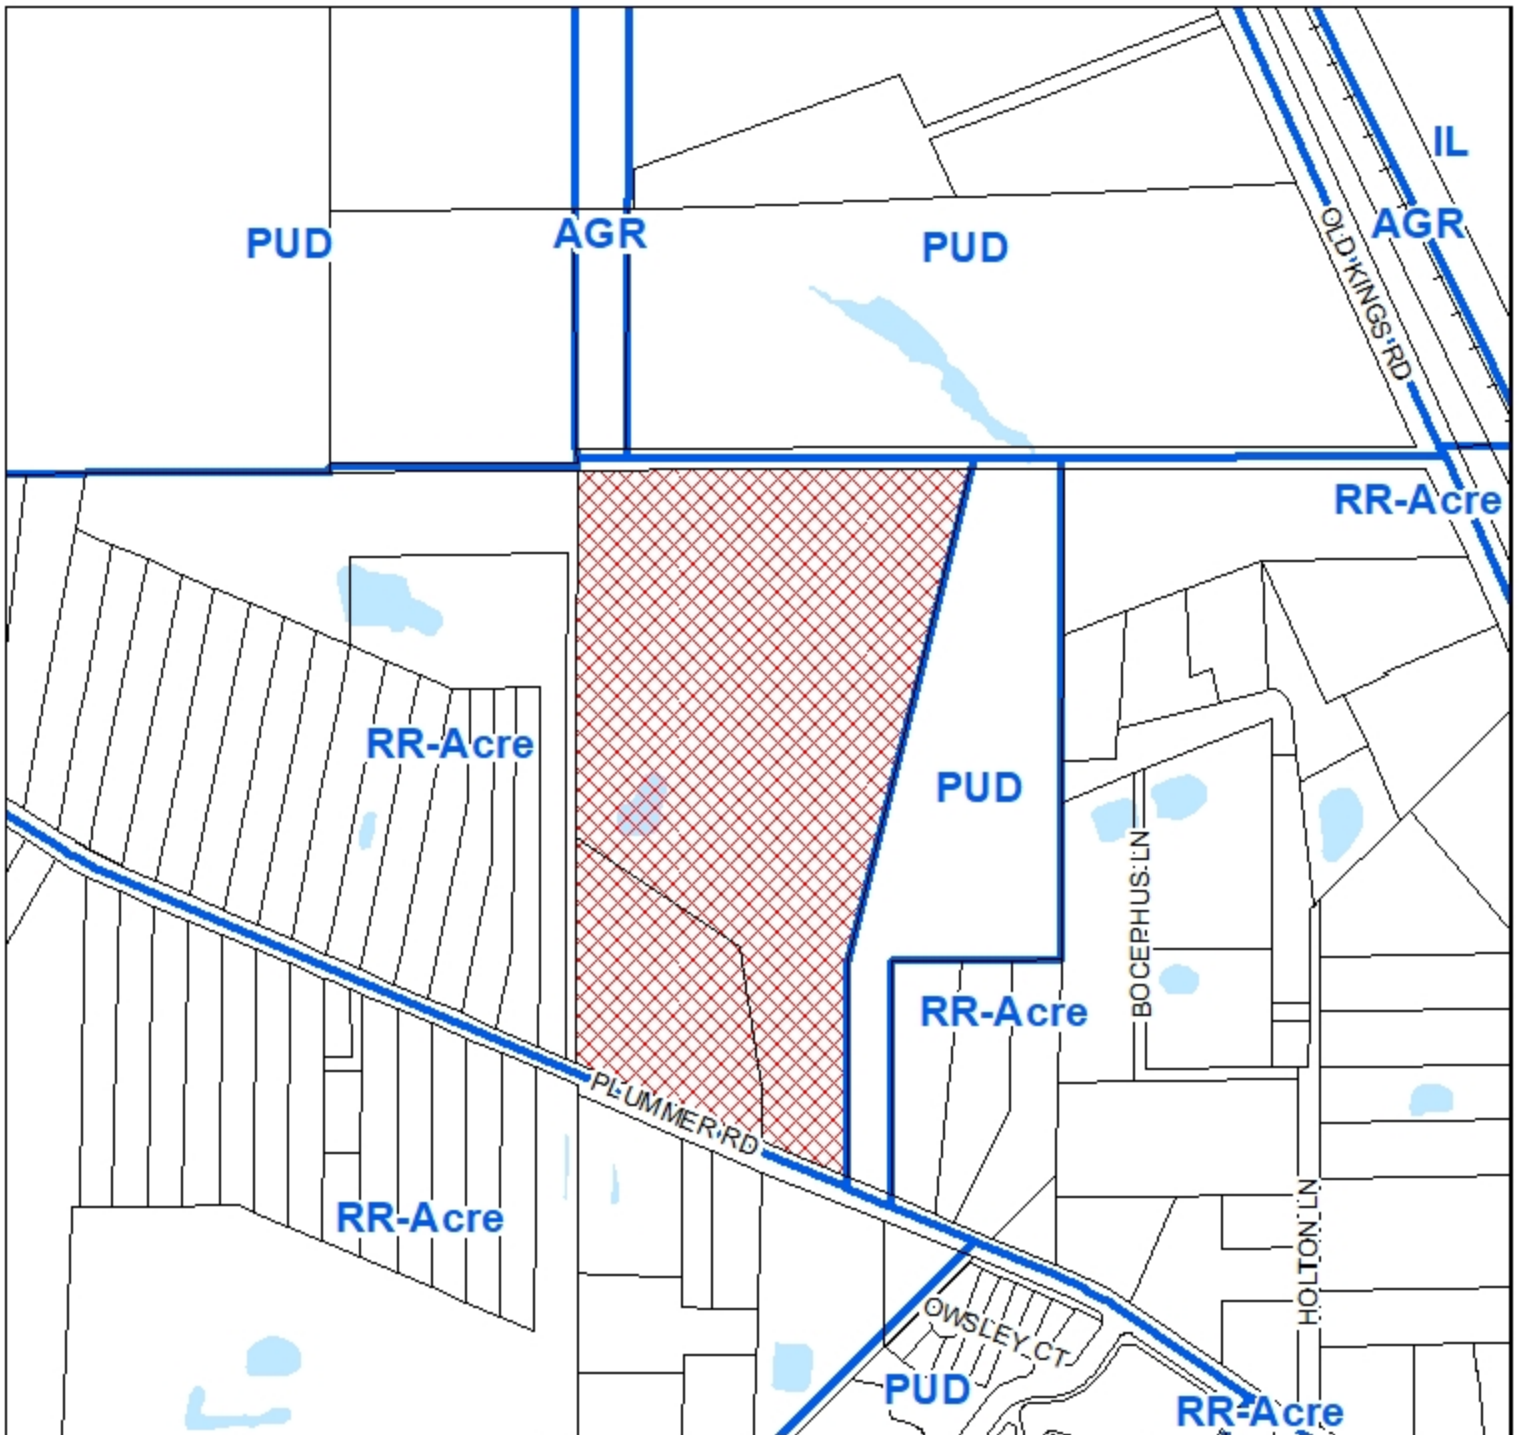 IL
AGR
PUD
AGR
PUD
OLD KINGS RD
RR-Acre
RR-Acre
PUD
BOCEPHUS LN
RR-Acre
PLUMMER RD
RR-Acre
HOLTON LN
OWSLEY CT
PUD
RR-Acre